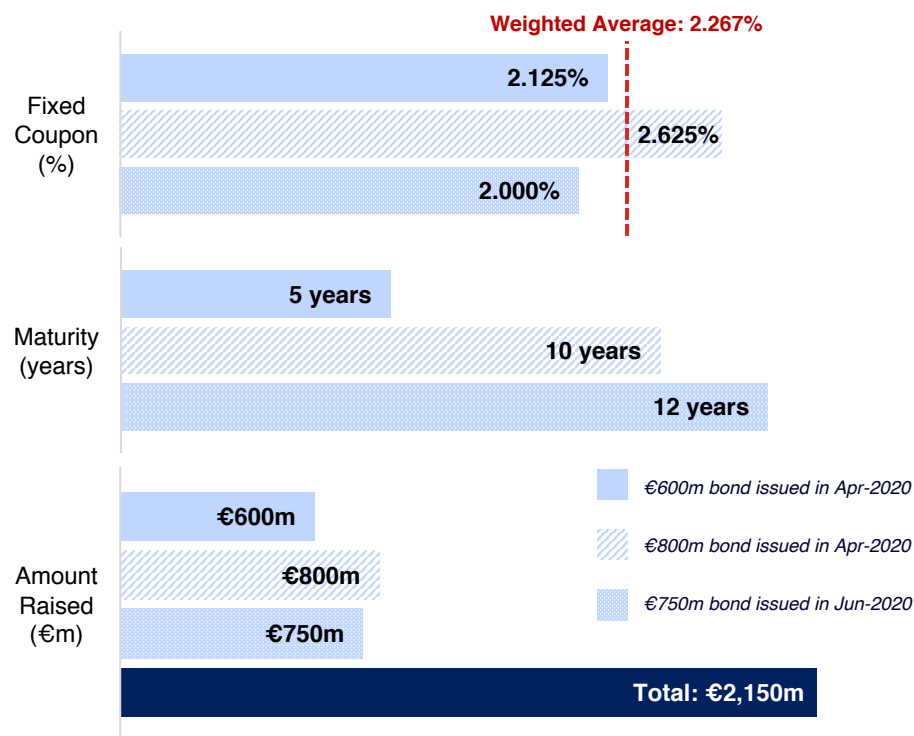 Weighted Average: 2.267%
Fixed
Coupon
(%)
2.125%
2.625%
2.000%
Maturity
(years)
5 years
10 years
12 years
Amount
Raised
(€m)
€600m
€800m
€750m
Total: €2,150m
€600m bond issued in Apr-2020
€800m bond issued in Apr-2020
€750m bond issued in Jun-2020